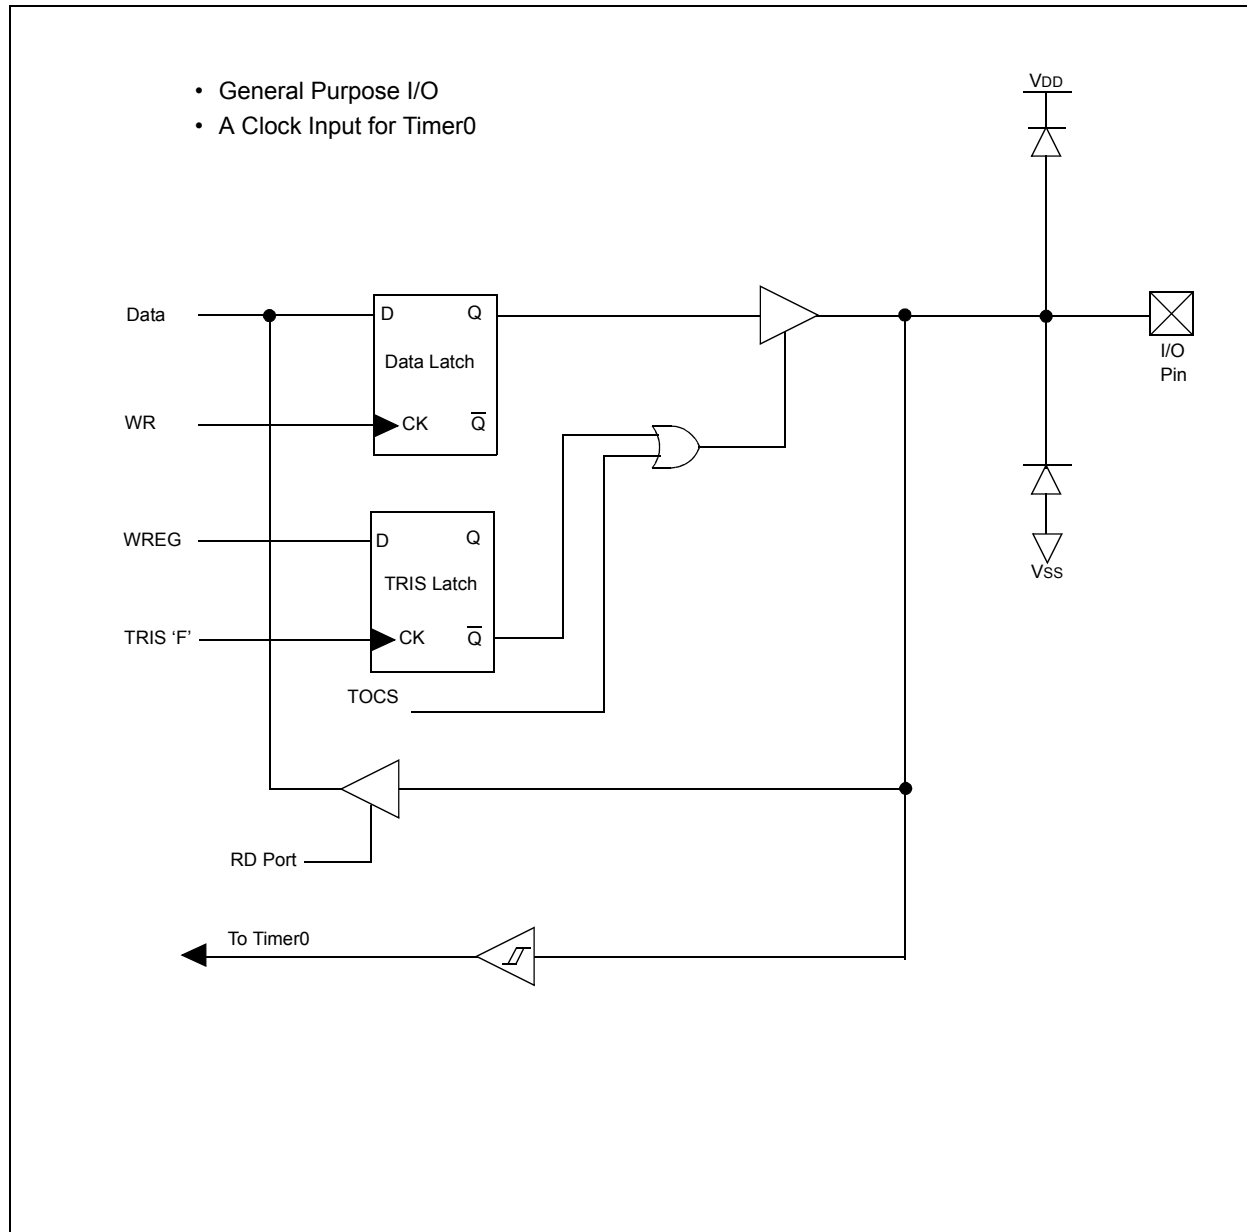 • General Purpose I/O
• A Clock Input for Timer0
VDD
Data
D
Q
Data Latch
WR
CK
Q̅
I/O
Pin
WREG
D
Q
TRIS Latch
TRIS ‘F’
CK
Q̅
VSS
TOCS
RD Port
To Timer0